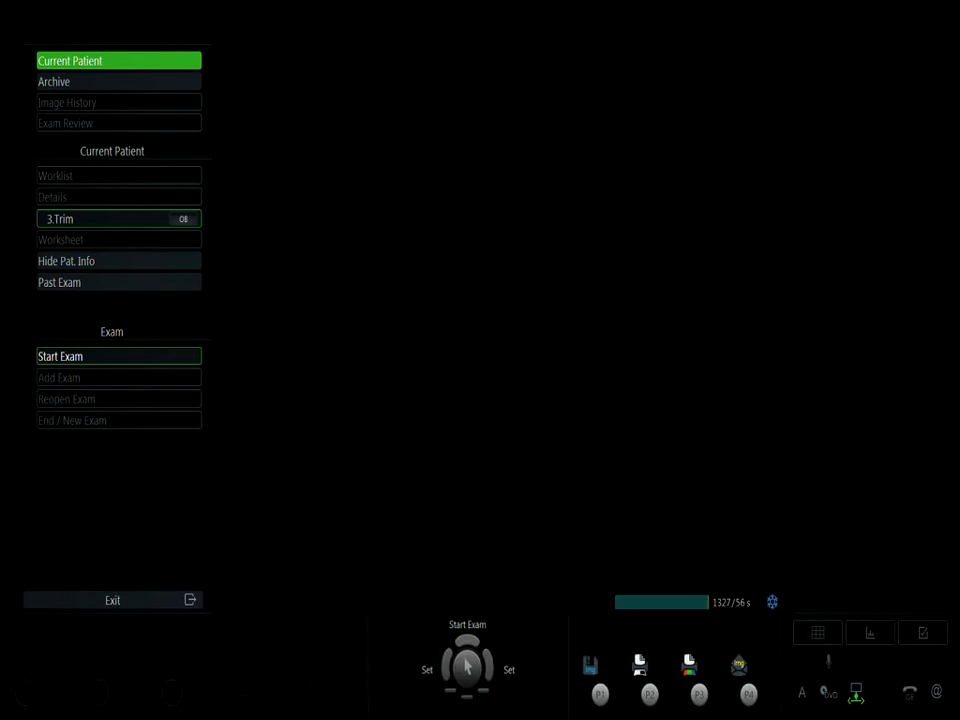 Current Patient
Archive
Image History
Exam Review
Current Patient
Worklist
Details
3.Trim OB
Worksheet
Hide Pat. Info
Past Exam
Exam
Start Exam
Add Exam
Reopen Exam
End / New Exam
Exit
1327/56 s
Start Exam
Set
Set
Img
P1
P2
P3
P4
A
DVD
@